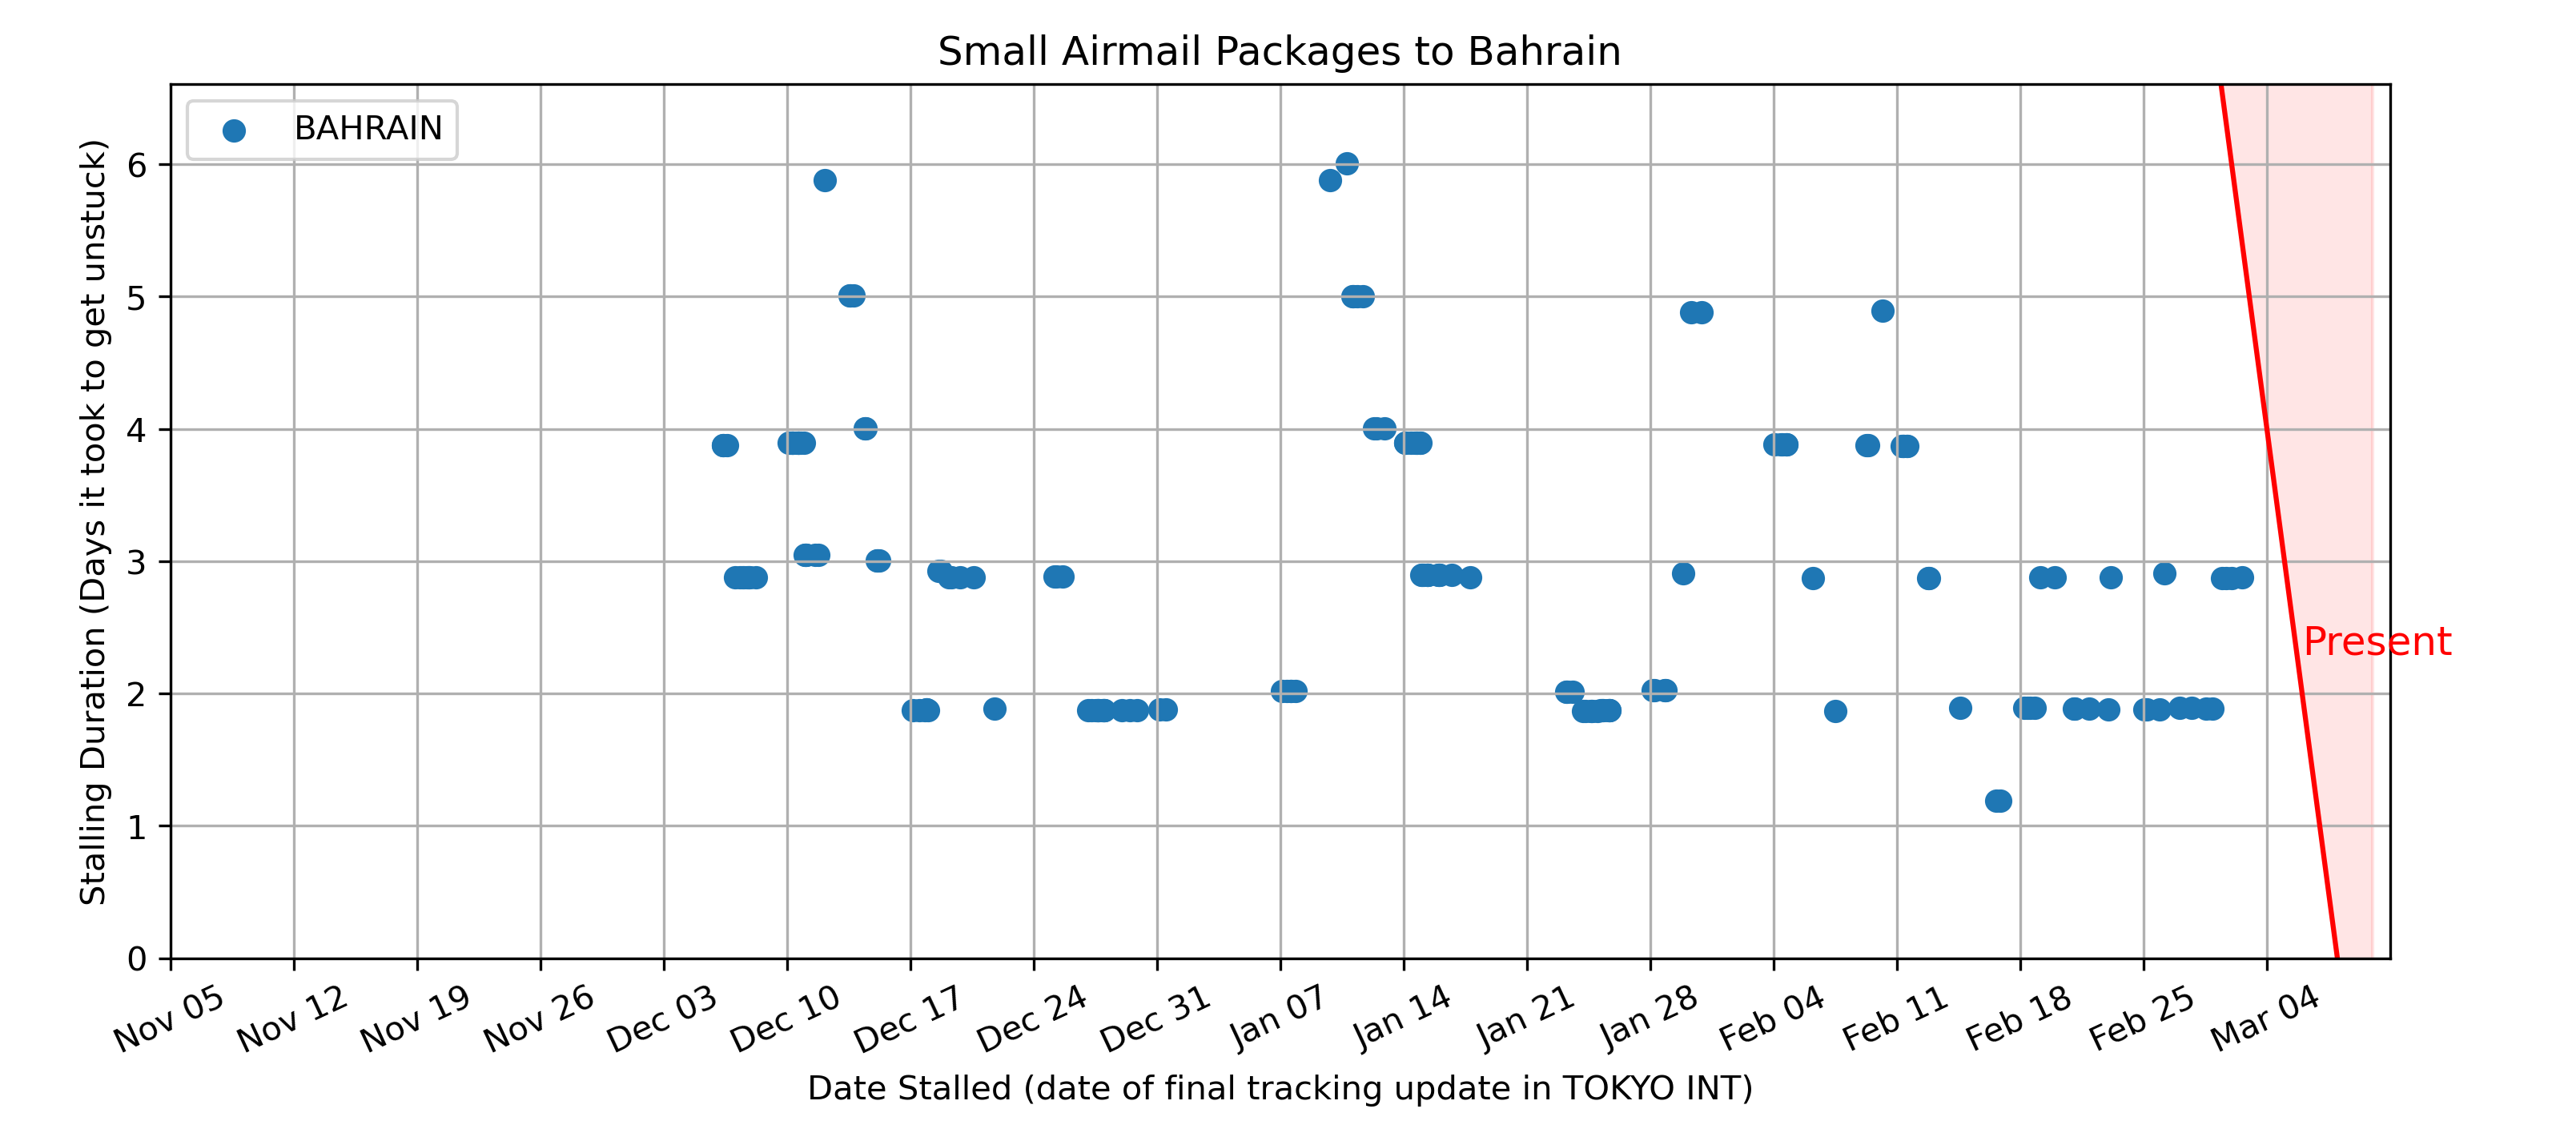 Small Airmail Packages to Bahrain
BAHRAIN
Stalling Duration (Days it took to get unstuck)
6
5
4
3
2
1
0
Present
Nov 05
Nov 12
Nov 19
Nov 26
Dec 03
Dec 10
Dec 17
Dec 24
Dec 31
Jan 07
Jan 14
Jan 21
Jan 28
Feb 04
Feb 11
Feb 18
Feb 25
Mar 04
Date Stalled (date of final tracking update in TOKYO INT)